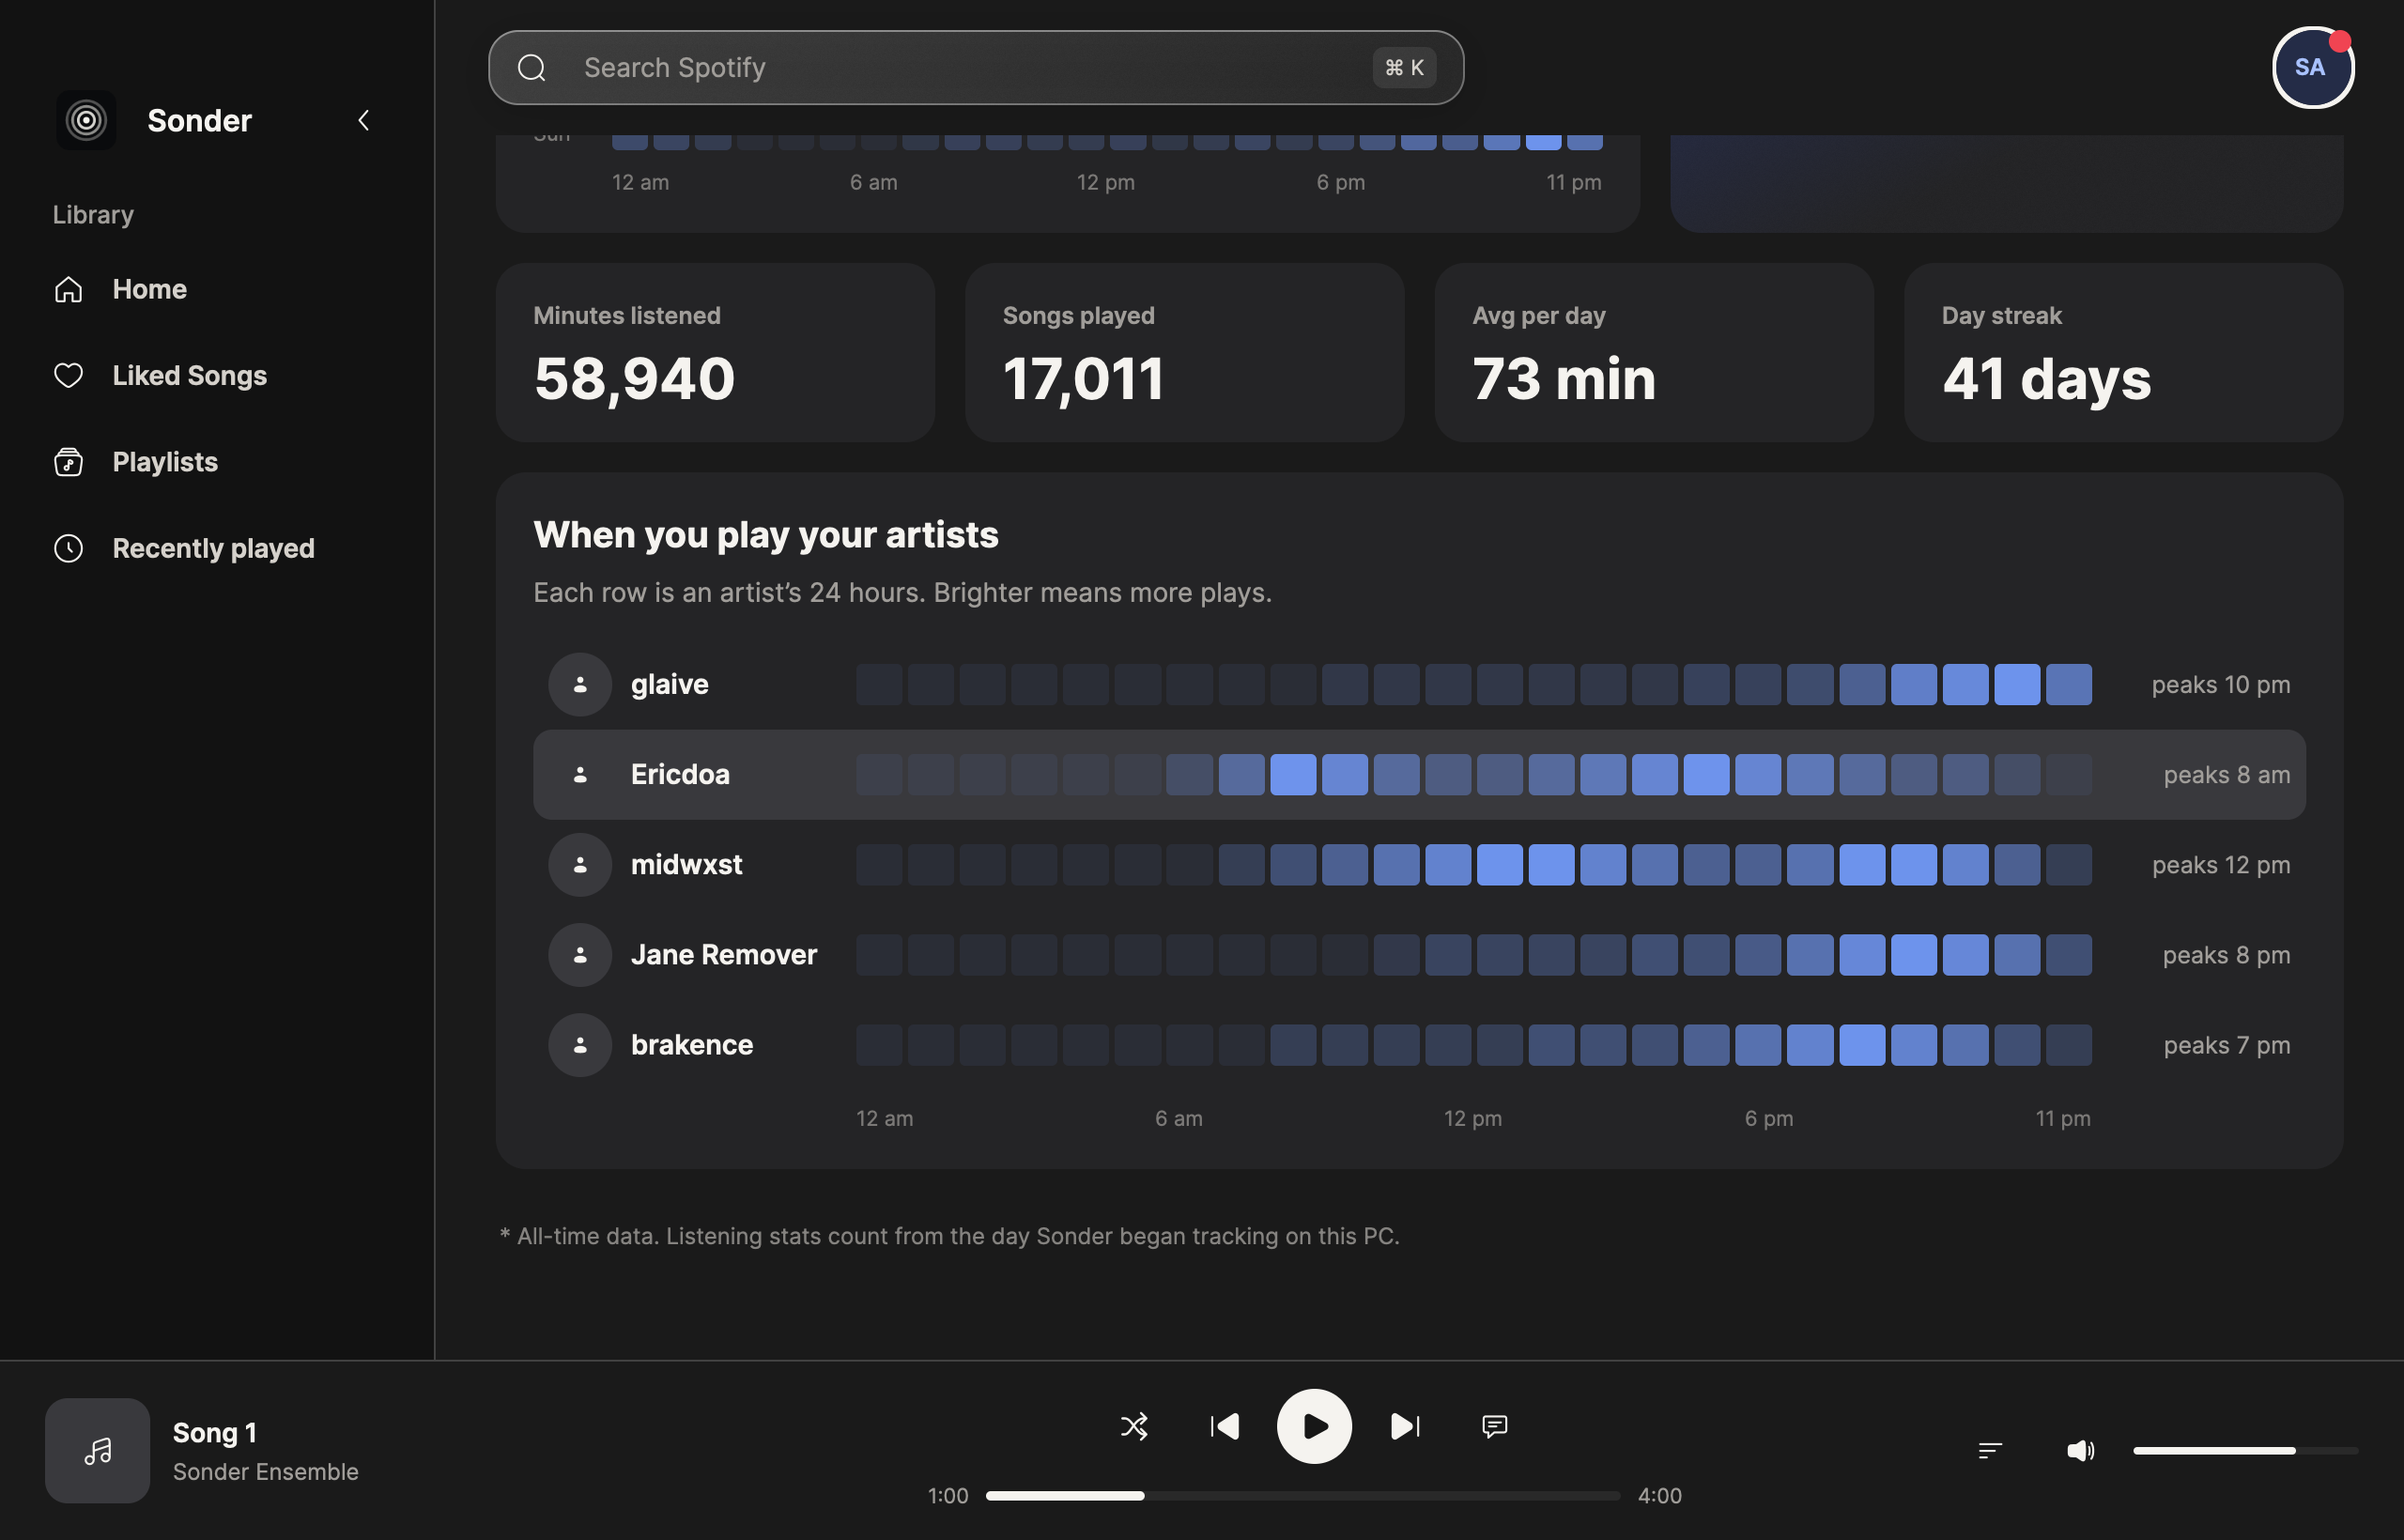 Search Spotify
⌘ K
SA
Sonder
Library
Home
Liked Songs
Playlists
Recently played
Sun
12 am 6 am 12 pm 6 pm 11 pm
Minutes listened
58,940
Songs played
17,011
Avg per day
73 min
Day streak
41 days
When you play your artists
Each row is an artist’s 24 hours. Brighter means more plays.
glaive peaks 10 pm
Ericdoa peaks 8 am
midwxst peaks 12 pm
Jane Remover peaks 8 pm
brakence peaks 7 pm
12 am 6 am 12 pm 6 pm 11 pm
* All-time data. Listening stats count from the day Sonder began tracking on this PC.
Song 1
Sonder Ensemble
1:00 4:00